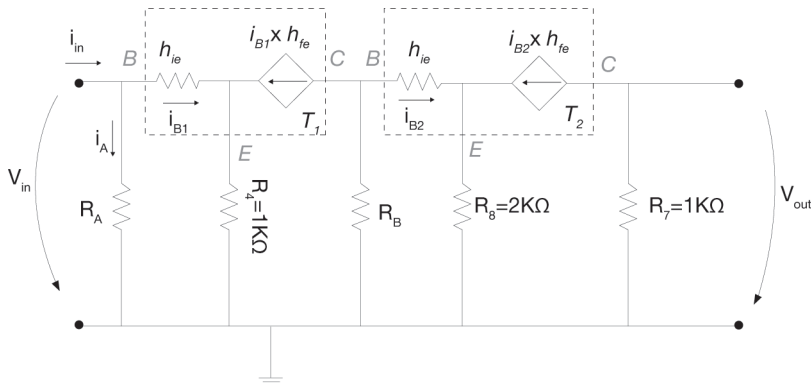 i_in
B
h_ie
i_B1 x h_fe
C
B
h_ie
i_B2 x h_fe
C
i_B1
T_1
i_B2
T_2
i_A
E
E
V_in
R_A
R_4=1KΩ
R_B
R_8=2KΩ
R_7=1KΩ
V_out